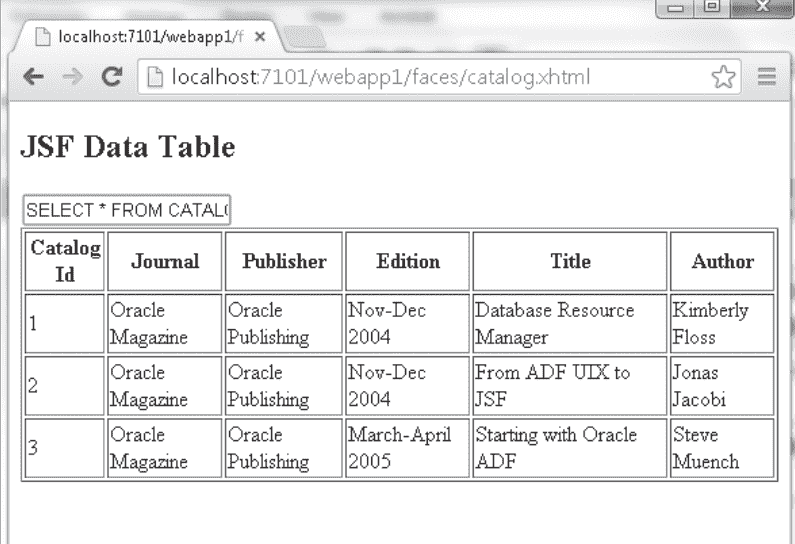 localhost:7101/webapp1/f
localhost:7101/webapp1/faces/catalog.xhtml
JSF Data Table
SELECT * FROM CATAL
Catalog Id Journal Publisher Edition Title Author
1 Oracle Magazine Oracle Publishing Nov-Dec 2004 Database Resource Manager Kimberly Floss
2 Oracle Magazine Oracle Publishing Nov-Dec 2004 From ADF UIX to JSF Jonas Jacobi
3 Oracle Magazine Oracle Publishing March-April 2005 Starting with Oracle ADF Steve Muench